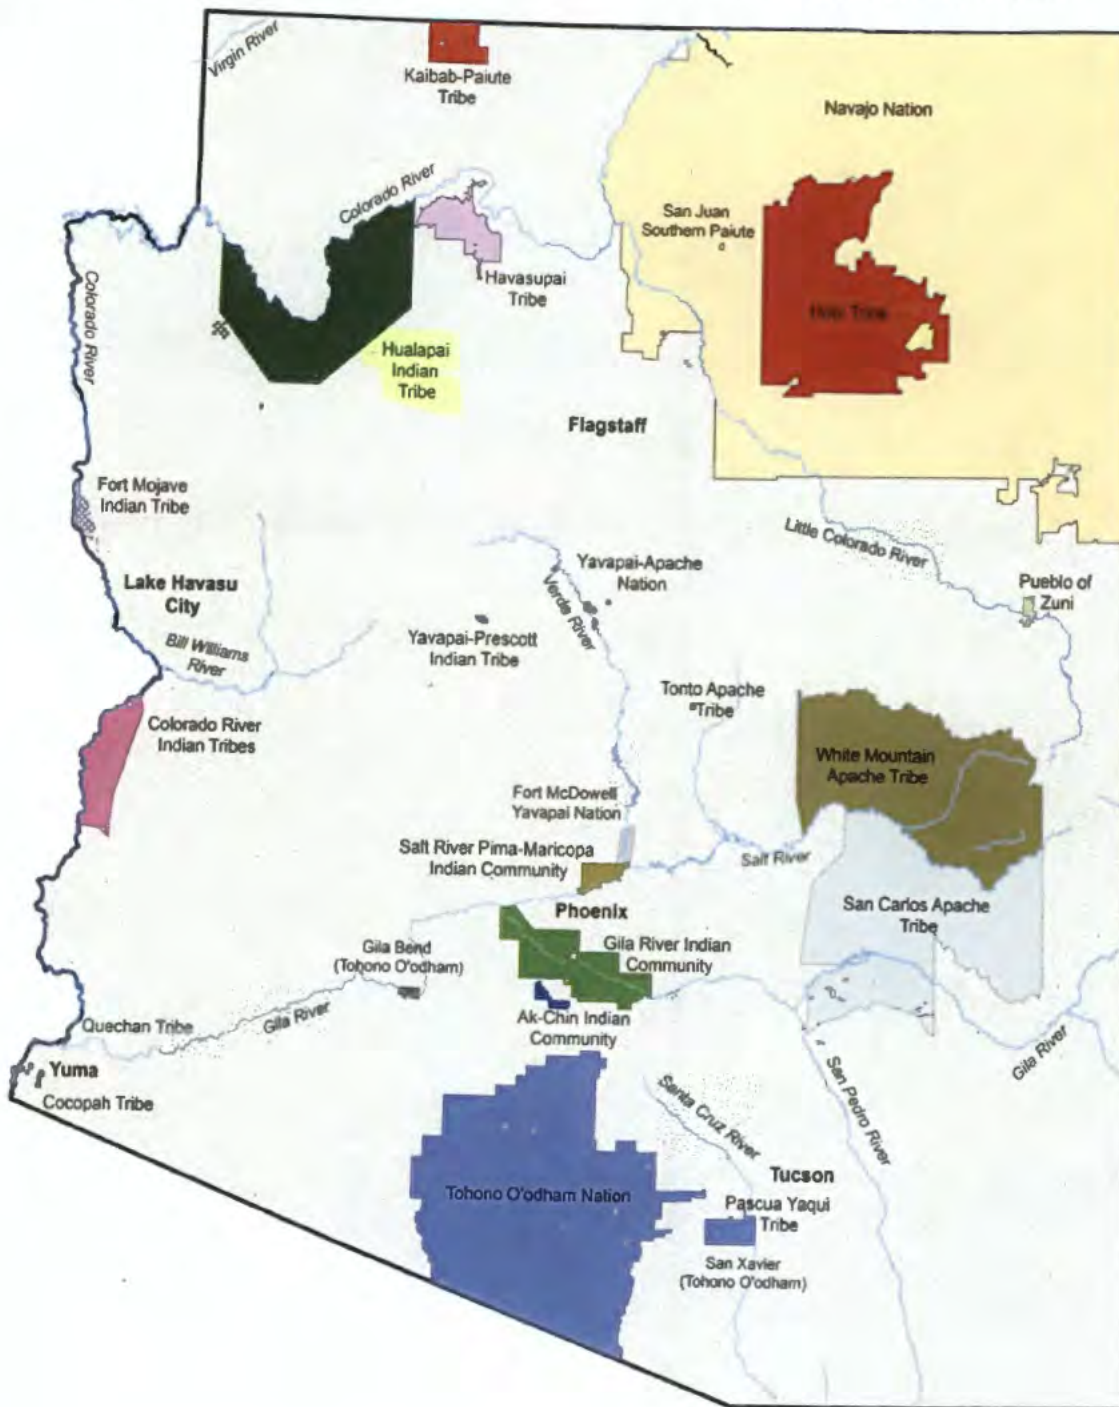 Virgin River
Kaibab-Paiute
Tribe
Navajo Nation
Colorado River
San Juan
Southern Paiute
Havasupai
Tribe
Hopi Tribe
Colorado River
Hualapai
Indian
Tribe
Flagstaff
Fort Mojave
Indian Tribe
Little Colorado River
Yavapai-Apache
Nation
Lake Havasu
City
Verde River
Pueblo of
Zuni
Bill Williams
River
Yavapai-Prescott
Indian Tribe
Tonto Apache
Tribe
Colorado River
Indian Tribes
White Mountain
Apache Tribe
Fort McDowell
Yavapai Nation
Salt River Pima-Maricopa
Indian Community
Salt River
San Carlos Apache
Tribe
Phoenix
Gila Bend
(Tohono O'odham)
Gila River Indian
Community
Quechan Tribe
Gila River
Ak-Chin Indian
Community
Gila River
Yuma
Cocopah Tribe
San Pedro River
Santa Cruz River
Tucson
Tohono O'odham Nation
Pascua Yaqui
Tribe
San Xavier
(Tohono O'odham)